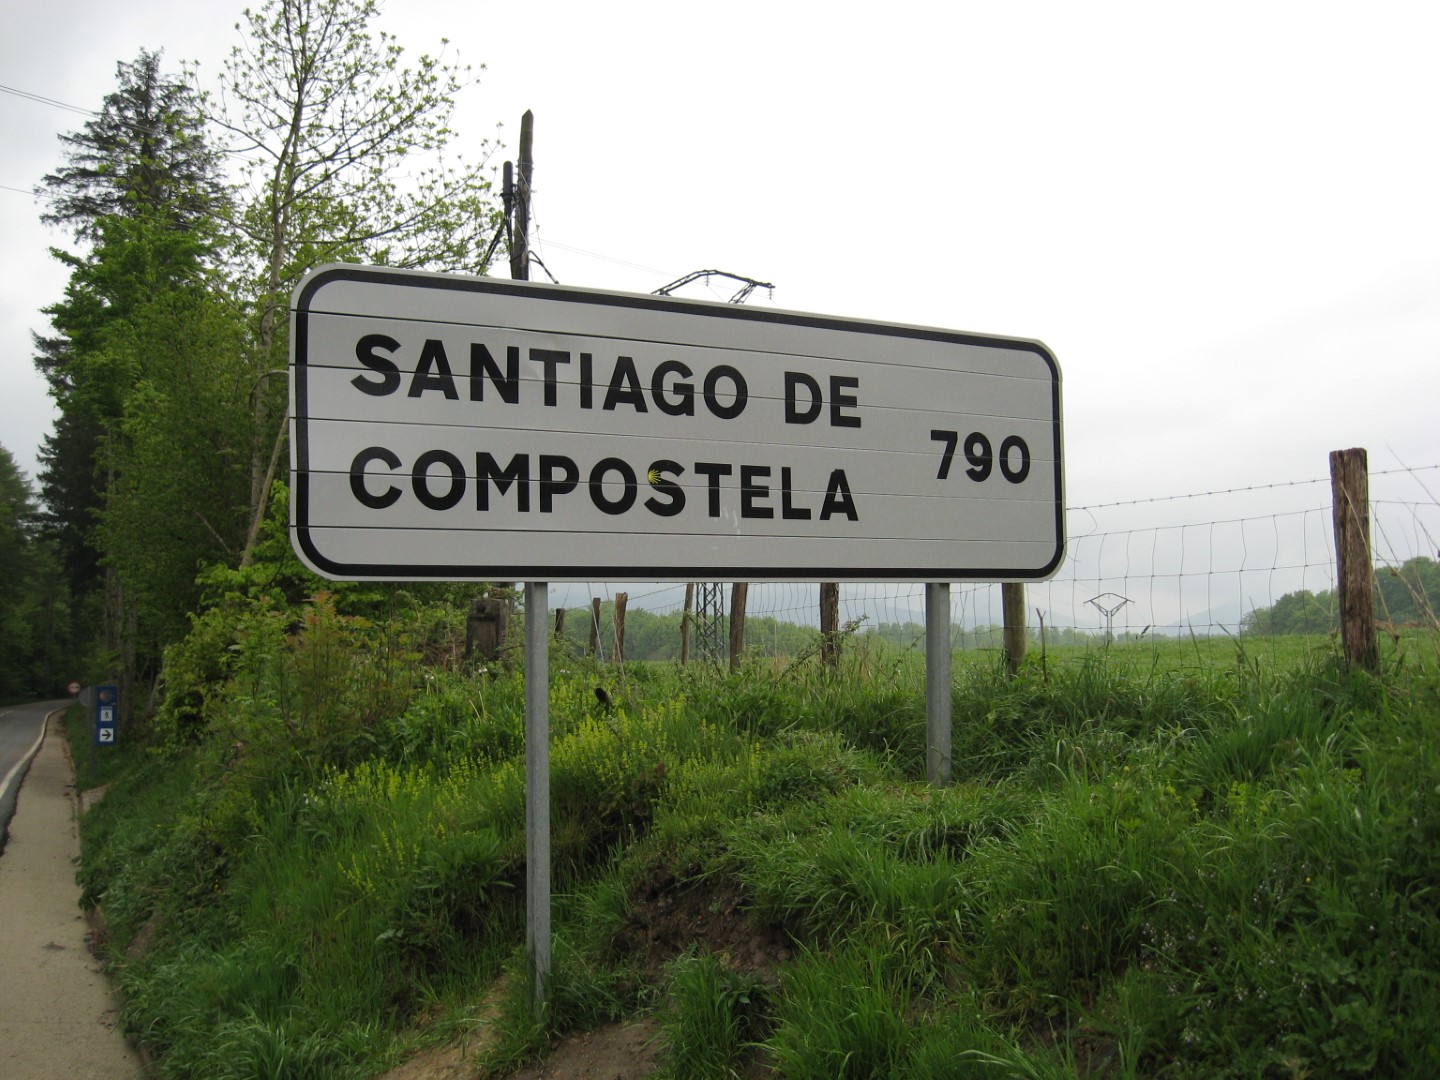 SANTIAGO DE
COMPOSTELA
790